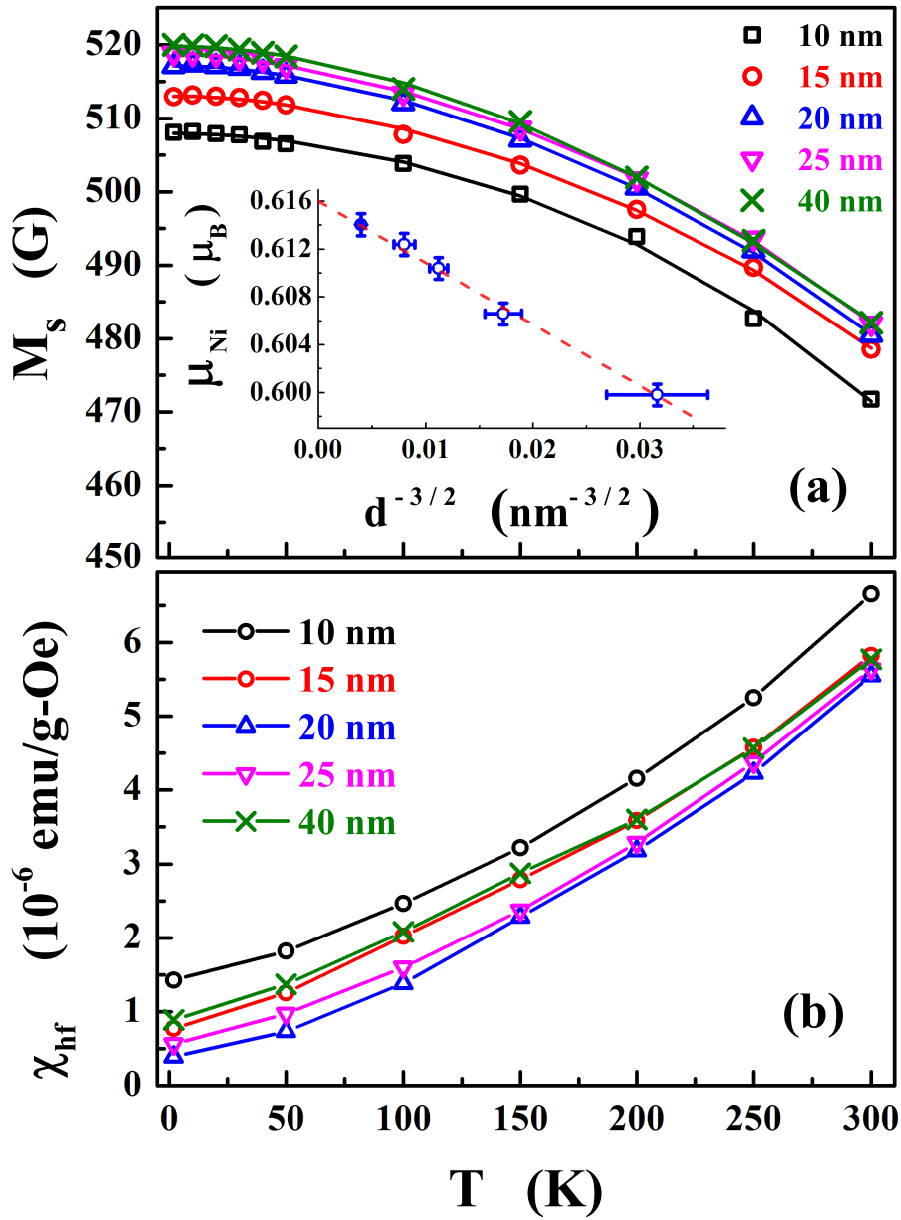 520
510
500
490
480
470
460
450
M_s (G)
10 nm
15 nm
20 nm
25 nm
40 nm
0.616
0.612
0.608
0.604
0.600
μ_Ni (μ_B)
0.00 0.01 0.02 0.03
d^{-3/2} (nm^{-3/2})
(a)
6
5
4
3
2
1
0
χ_hf (10^{-6} emu/g-Oe)
10 nm
15 nm
20 nm
25 nm
40 nm
(b)
0 50 100 150 200 250 300
T (K)